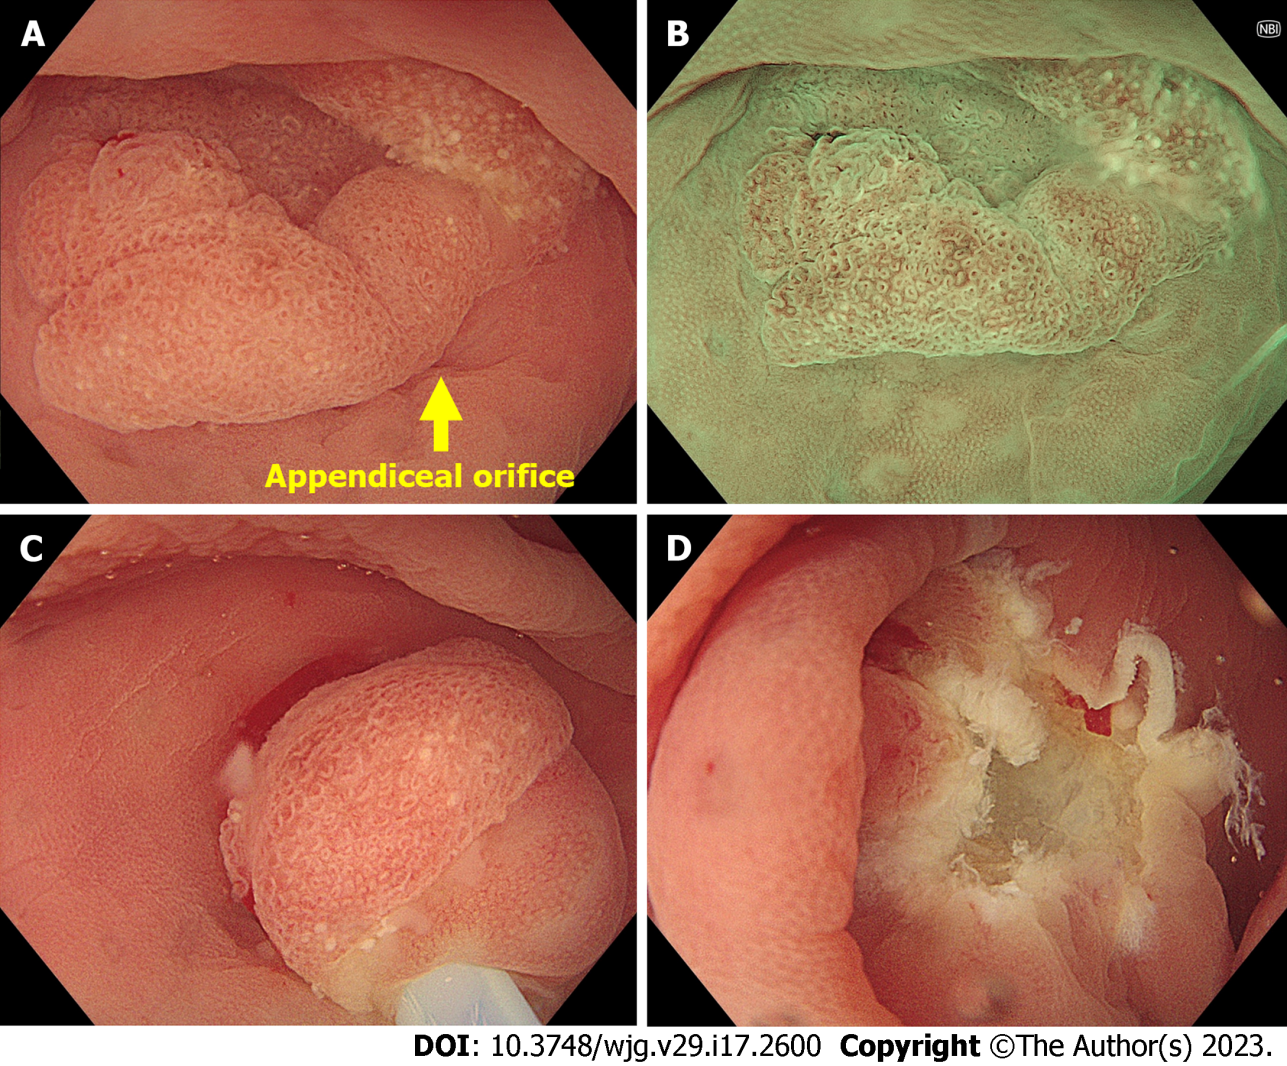 A
B
NBI
Appendiceal orifice
C
D
DOI: 10.3748/wjg.v29.i17.2600 Copyright ©The Author(s) 2023.